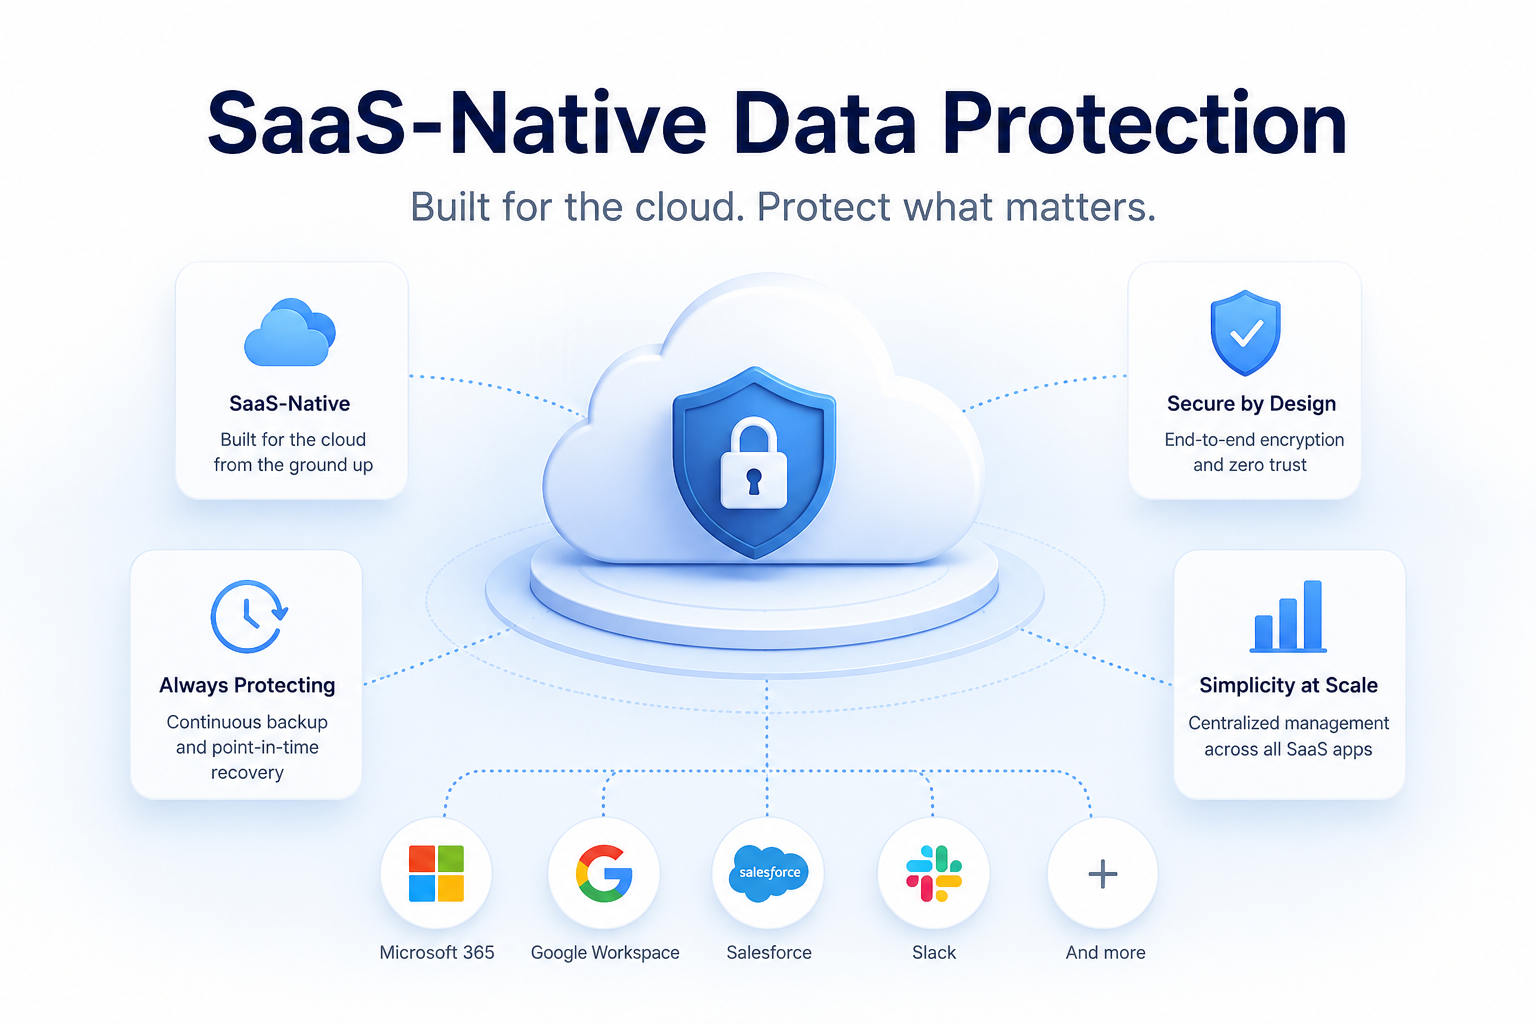 SaaS-Native Data Protection
Built for the cloud. Protect what matters.
SaaS-Native
Built for the cloud
from the ground up
Secure by Design
End-to-end encryption
and zero trust
Always Protecting
Continuous backup
and point-in-time
recovery
Simplicity at Scale
Centralized management
across all SaaS apps
salesforce
Microsoft 365
Google Workspace
Salesforce
Slack
And more